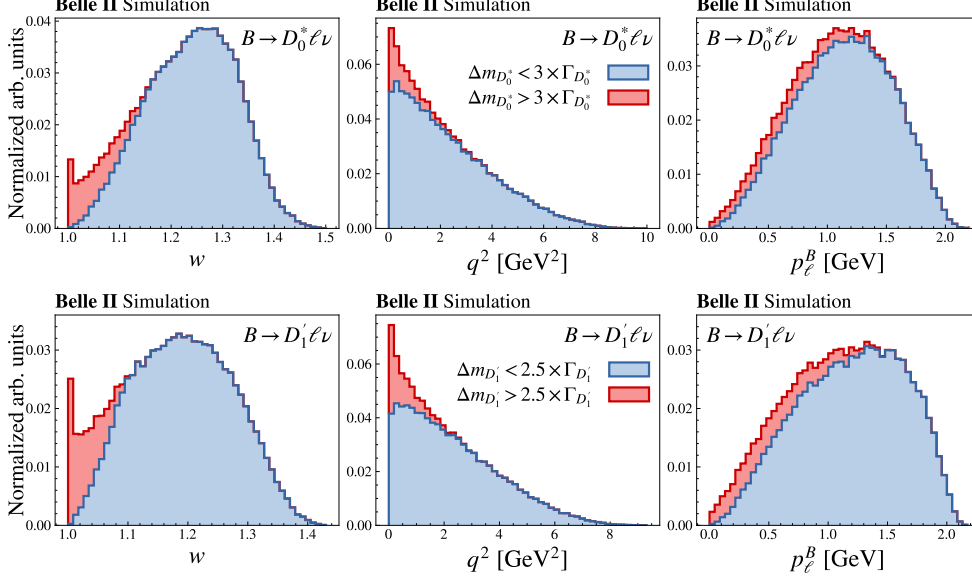 Belle II Simulation
Belle II Simulation
Belle II Simulation
Normalized arb. units
0.04
0.03
0.02
0.01
0.00
B → D₀* ℓν
1.0 1.1 1.2 1.3 1.4 1.5
w
0.08
0.06
0.04
0.02
0.00
B → D₀* ℓν
Δm_{D₀*} < 3 × Γ_{D₀*}
Δm_{D₀*} > 3 × Γ_{D₀*}
0 2 4 6 8 10
q² [GeV²]
0.03
0.02
0.01
0.00
B → D₀* ℓν
0.0 0.5 1.0 1.5 2.0
p_ℓ^B [GeV]
Belle II Simulation
Belle II Simulation
Belle II Simulation
Normalized arb. units
0.03
0.02
0.01
0.00
B → D₁′ ℓν
1.0 1.1 1.2 1.3 1.4
w
0.06
0.04
0.02
0.00
B → D₁′ ℓν
Δm_{D₁′} < 2.5 × Γ_{D₁′}
Δm_{D₁′} > 2.5 × Γ_{D₁′}
0 2 4 6 8
q² [GeV²]
0.03
0.02
0.01
0.00
B → D₁′ ℓν
0.0 0.5 1.0 1.5 2.0
p_ℓ^B [GeV]